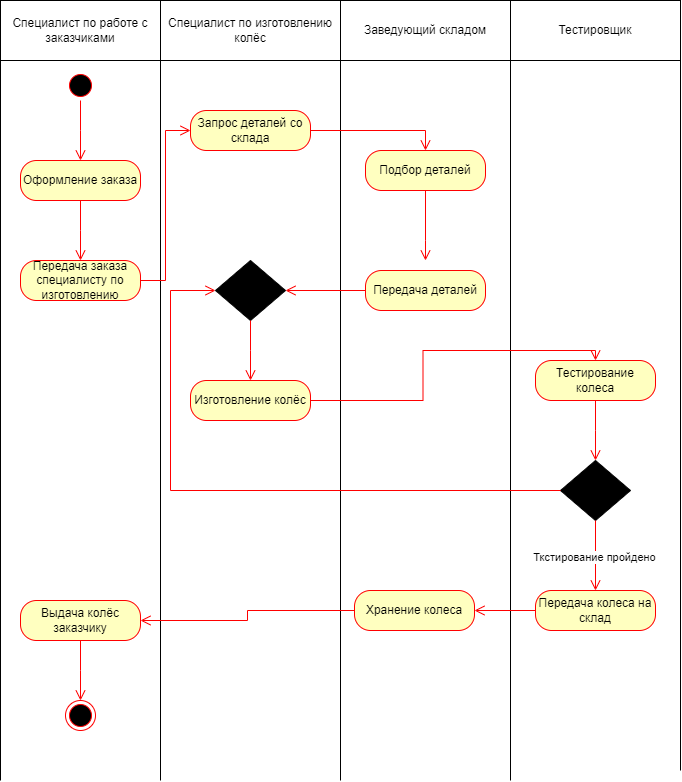 Специалист по работе с
заказчиками
Специалист по изготовлению
колёс
Заведующий складом
Тестировщик
Запрос деталей со
склада
Оформление заказа
Подбор деталей
Передача заказа
специалисту по
изготовлению
Передача деталей
Изготовление колёс
Тестирование
колеса
Ткстирование пройдено
Передача колеса на
склад
Хранение колеса
Выдача колёс
заказчику